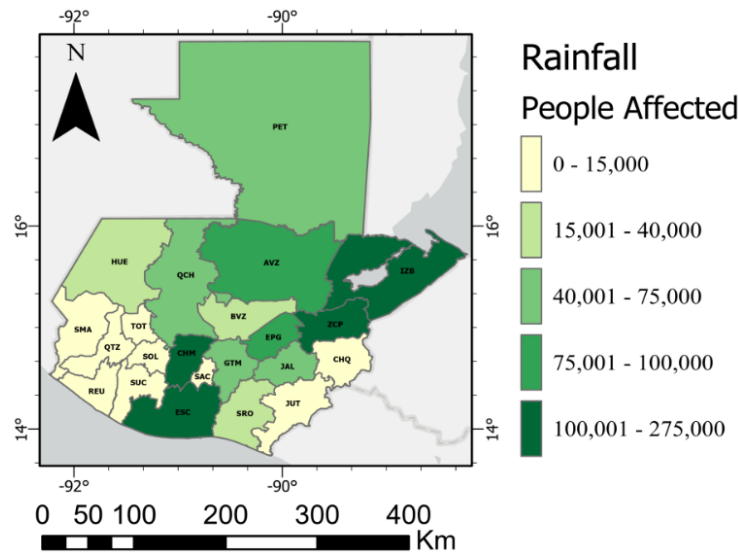 -92° -90°
N
Rainfall
People Affected
0 - 15,000
15,001 - 40,000
40,001 - 75,000
75,001 - 100,000
100,001 - 275,000
PET
16° 16°
HUE
QCH
AVZ
IZB
BVZ
SMA
TOT
ZCP
QTZ
EPG
SOL
CHM
CHQ
GTM
JAL
SAC
REU
SUC
JUT
ESC
SRO
14° 14°
-92° -90°
0 50 100 200 300 400
Km